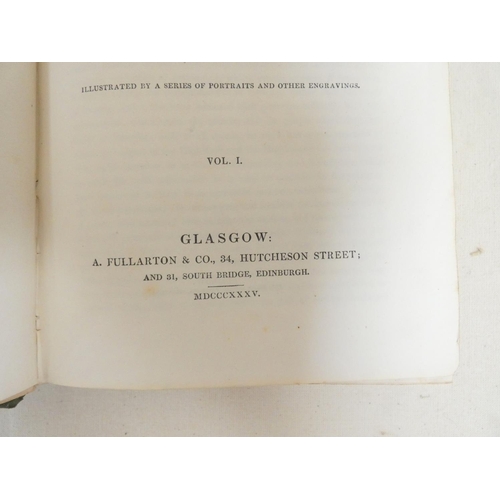 ILLUSTRATED BY A SERIES OF PORTRAITS AND OTHER ENGRAVINGS.
VOL. I.
GLASGOW:
A. FULLARTON & CO., 34, HUTCHESON STREET;
AND 31, SOUTH BRIDGE, EDINBURGH.
MDCCCXXXV.